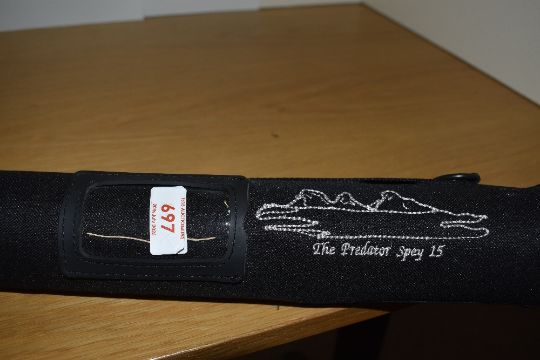 697
The Predator Spey 15